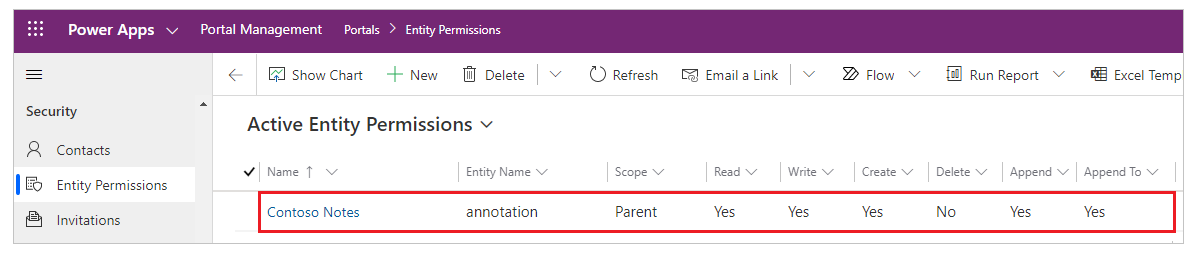 Power Apps Portal Management Portals > Entity Permissions
Show Chart New Delete Refresh Email a Link Flow Run Report Excel Temp
Security
Contacts
Entity Permissions
Invitations
Active Entity Permissions
Name ↑ Entity Name Scope Read Write Create Delete Append Append To
Contoso Notes annotation Parent Yes Yes Yes No Yes Yes